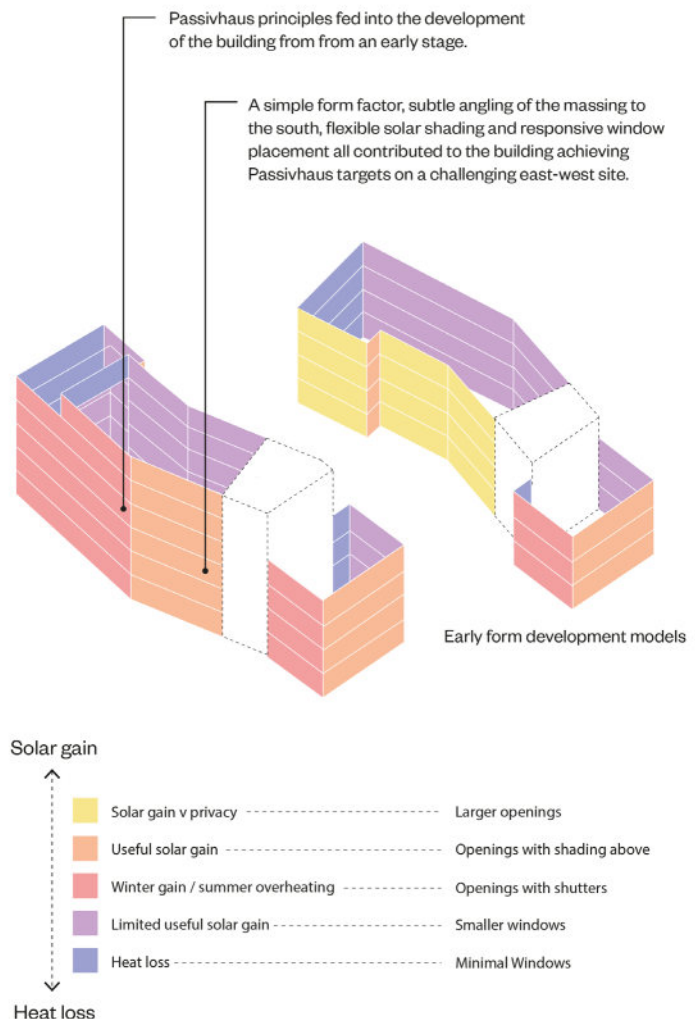 Passivhaus principles fed into the development
of the building from from an early stage.
A simple form factor, subtle angling of the massing to
the south, flexible solar shading and responsive window
placement all contributed to the building achieving
Passivhaus targets on a challenging east-west site.
Early form development models
Solar gain
Solar gain v privacy Larger openings
Useful solar gain Openings with shading above
Winter gain / summer overheating Openings with shutters
Limited useful solar gain Smaller windows
Heat loss Minimal Windows
Heat loss